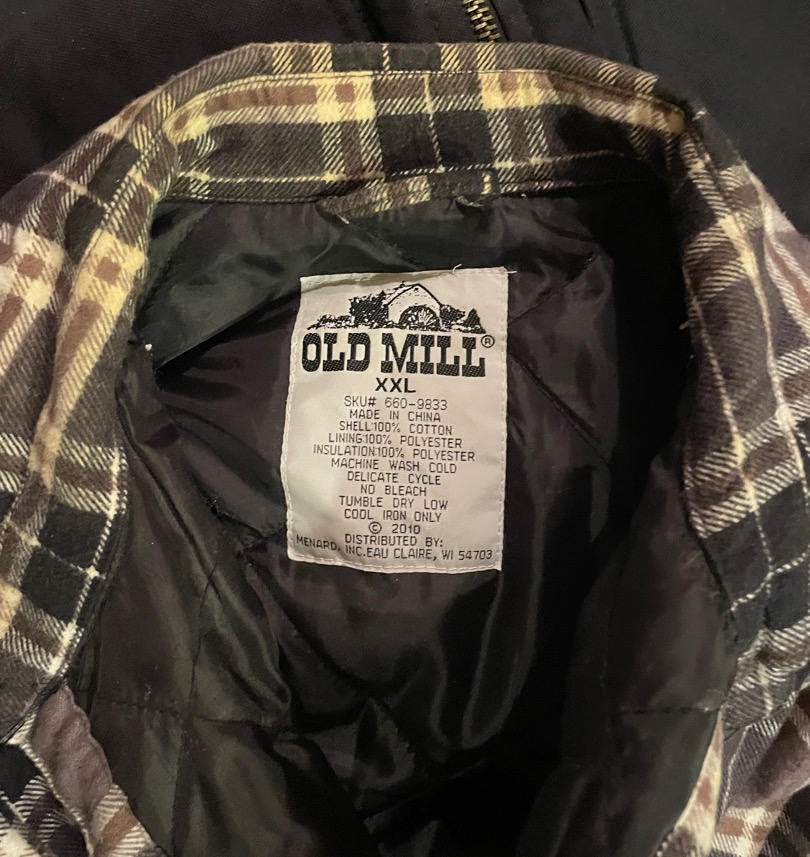 OLD MILL®
XXL
SKU# 660-9833
MADE IN CHINA
SHELL:100% COTTON
LINING:100% POLYESTER
INSULATION:100% POLYESTER
MACHINE WASH COLD
DELICATE CYCLE
NO BLEACH
TUMBLE DRY LOW
COOL IRON ONLY
© 2010
DISTRIBUTED BY:
MENARD, INC.EAU CLAIRE, WI 54703